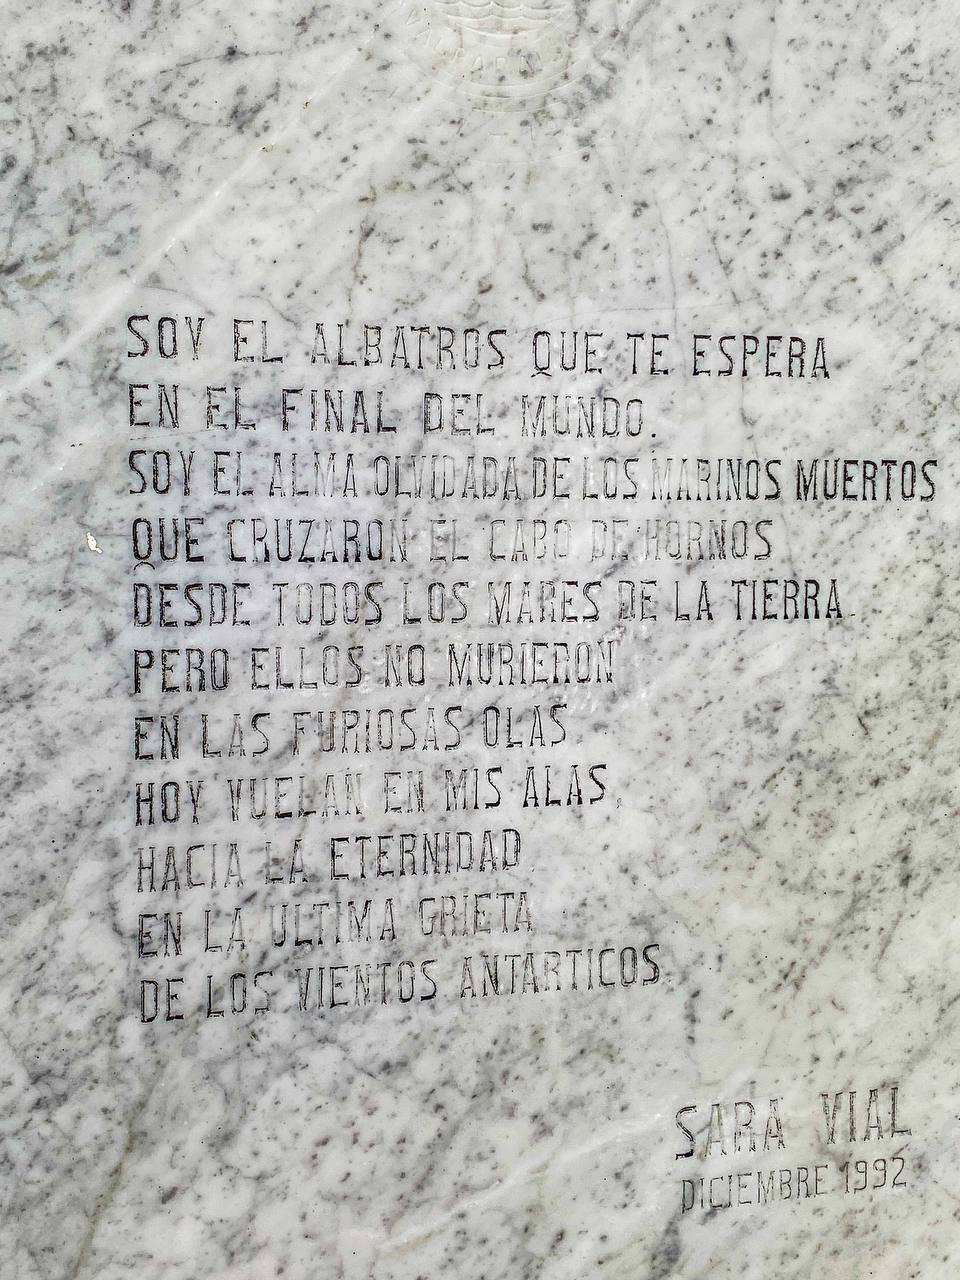 VALPARAISO
SOY EL ALBATROS QUE TE ESPERA
EN EL FINAL DEL MUNDO.
SOY EL ALMA OLVIDADA DE LOS MARINOS MUERTOS
QUE CRUZARON EL CABO DE HORNOS
DESDE TODOS LOS MARES DE LA TIERRA.
PERO ELLOS NO MURIERON
EN LAS FURIOSAS OLAS
HOY VUELAN EN MIS ALAS,
HACIA LA ETERNIDAD
EN LA ULTIMA GRIETA
DE LOS VIENTOS ANTARTICOS
SARA VIAL
DICIEMBRE 1992